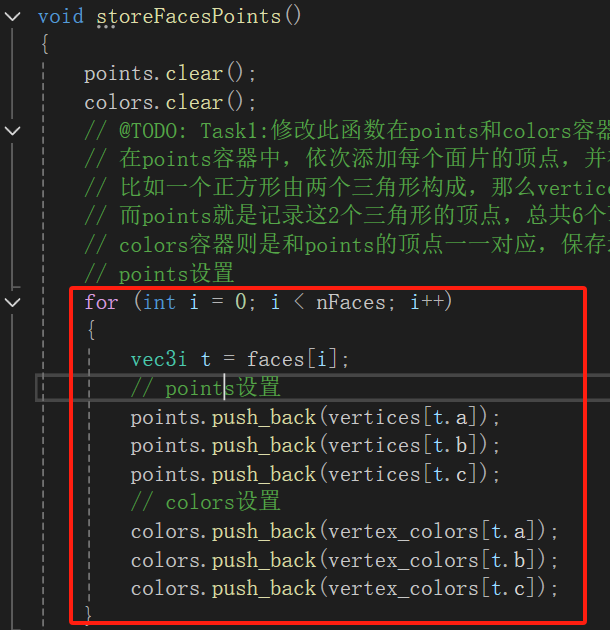 void storeFacesPoints()
{
points.clear();
colors.clear();
// @TODO: Task1:修改此函数在points和colors容器
// 在points容器中，依次添加每个面片的顶点，并
// 比如一个正方形由两个三角形构成，那么vertice
// 而points就是记录这2个三角形的顶点，总共6个
// colors容器则是和points的顶点一一对应，保存
// points设置
for (int i = 0; i < nFaces; i++)
{
vec3i t = faces[i];
// points设置
points.push_back(vertices[t.a]);
points.push_back(vertices[t.b]);
points.push_back(vertices[t.c]);
// colors设置
colors.push_back(vertex_colors[t.a]);
colors.push_back(vertex_colors[t.b]);
colors.push_back(vertex_colors[t.c]);
}